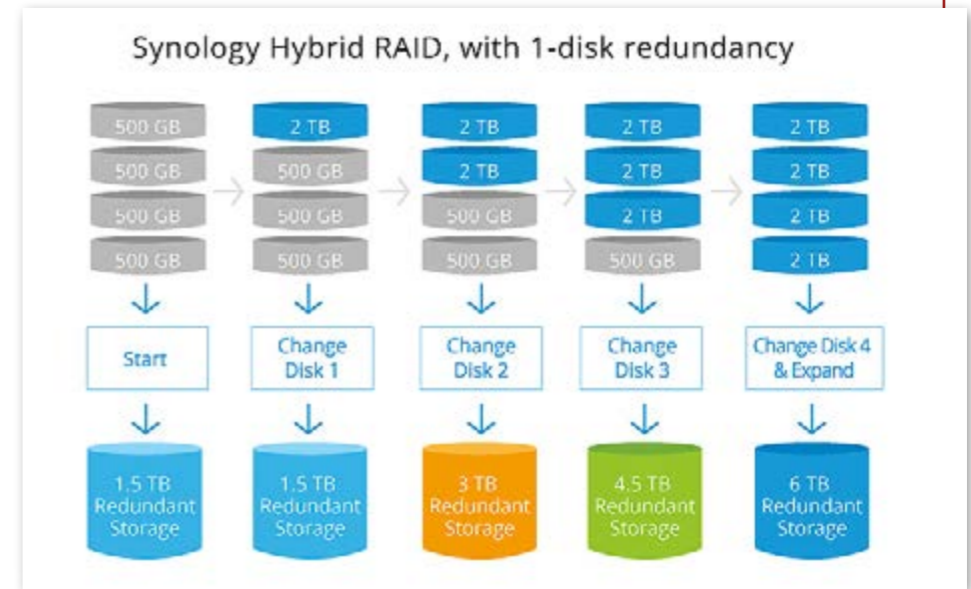 Synology Hybrid RAID, with 1-disk redundancy
500 GB
500 GB
500 GB
500 GB
2 TB
500 GB
500 GB
500 GB
2 TB
2 TB
500 GB
500 GB
2 TB
2 TB
2 TB
500 GB
2 TB
2 TB
2 TB
2 TB
Start
Change
Disk 1
Change
Disk 2
Change
Disk 3
Change Disk 4
& Expand
1.5 TB
Redundant
Storage
1.5 TB
Redundant
Storage
3 TB
Redundant
Storage
4.5 TB
Redundant
Storage
6 TB
Redundant
Storage